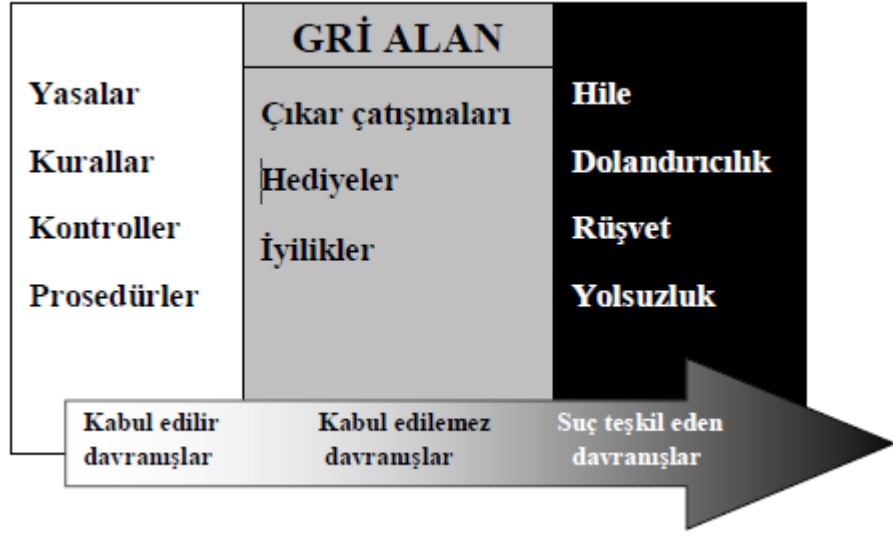 GRİ ALAN
Yasalar
Kurallar
Kontroller
Prosedürler
Çıkar çatışmaları
Hediyeler
İyilikler
Hile
Dolandırıcılık
Rüşvet
Yolsuzluk
Kabul edilir
davranışlar
Kabul edilemez
davranışlar
Suç teşkil eden
davranışlar